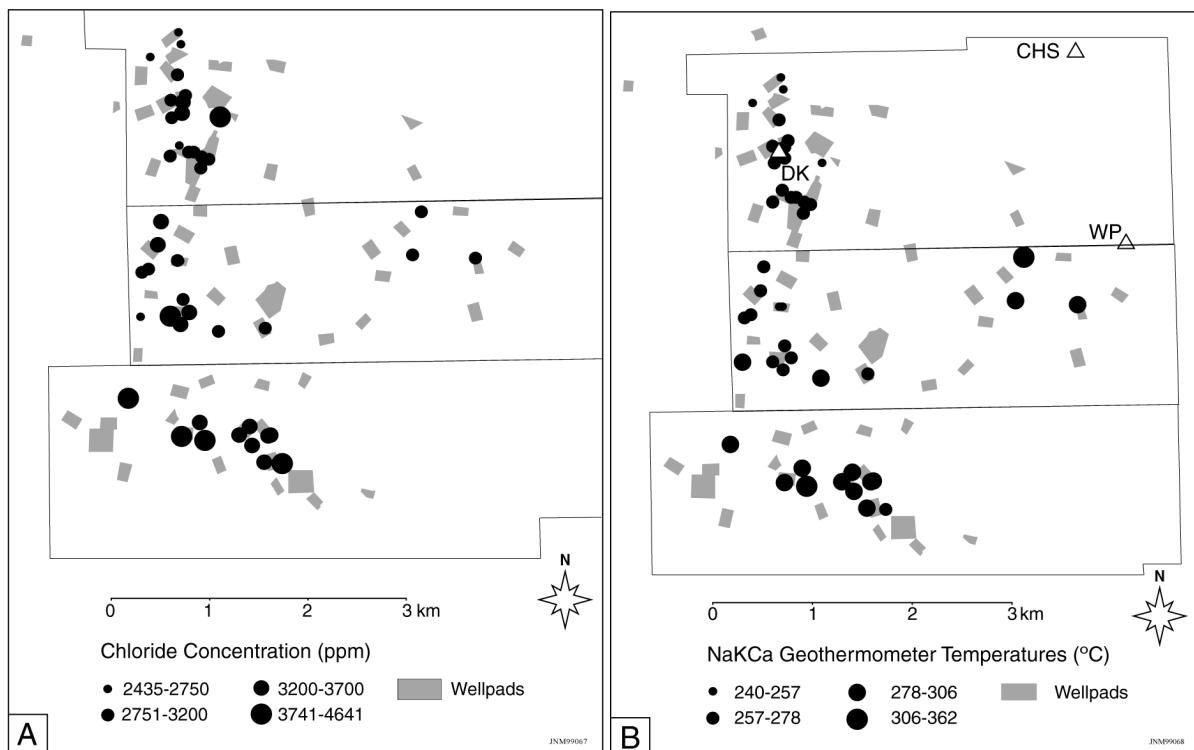 N
0 1 2 3 km
Chloride Concentration (ppm)
2435-2750 3200-3700 Wellpads
2751-3200 3741-4641
A
JNM99067
CHS
DK
WP
N
0 1 2 3 km
NaKCa Geothermometer Temperatures (°C)
240-257 278-306 Wellpads
257-278 306-362
B
JNM99068